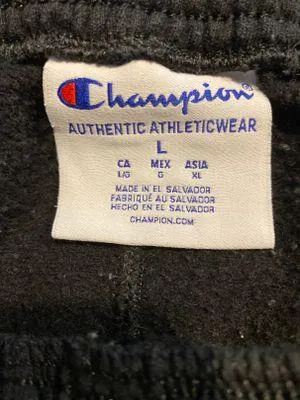 Champion®
AUTHENTIC ATHLETICWEAR
L
CA MEX ASIA
L/G G XL
MADE IN EL SALVADOR
FABRIQUÉ AU SALVADOR
HECHO EN EL SALVADOR
CHAMPION.COM